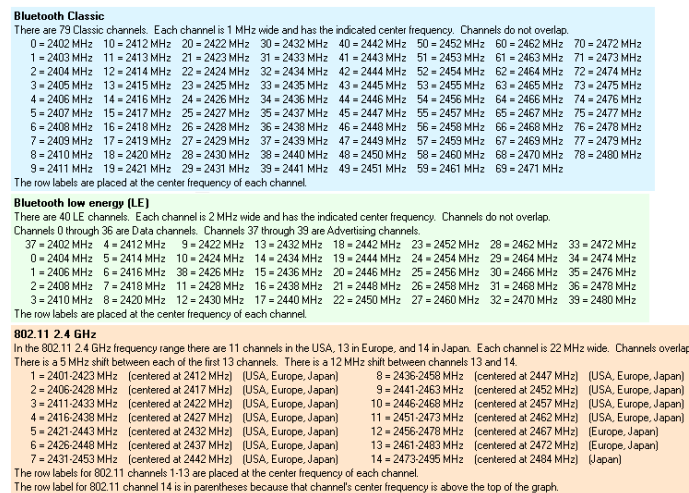 Bluetooth Classic
There are 79 Classic channels. Each channel is 1 MHz wide and has the indicated center frequency. Channels do not overlap.
0 = 2402 MHz 10 = 2412 MHz 20 = 2422 MHz 30 = 2432 MHz 40 = 2442 MHz 50 = 2452 MHz 60 = 2462 MHz 70 = 2472 MHz
1 = 2403 MHz 11 = 2413 MHz 21 = 2423 MHz 31 = 2433 MHz 41 = 2443 MHz 51 = 2453 MHz 61 = 2463 MHz 71 = 2473 MHz
2 = 2404 MHz 12 = 2414 MHz 22 = 2424 MHz 32 = 2434 MHz 42 = 2444 MHz 52 = 2454 MHz 62 = 2464 MHz 72 = 2474 MHz
3 = 2405 MHz 13 = 2415 MHz 23 = 2425 MHz 33 = 2435 MHz 43 = 2445 MHz 53 = 2455 MHz 63 = 2465 MHz 73 = 2475 MHz
4 = 2406 MHz 14 = 2416 MHz 24 = 2426 MHz 34 = 2436 MHz 44 = 2446 MHz 54 = 2456 MHz 64 = 2466 MHz 74 = 2476 MHz
5 = 2407 MHz 15 = 2417 MHz 25 = 2427 MHz 35 = 2437 MHz 45 = 2447 MHz 55 = 2457 MHz 65 = 2467 MHz 75 = 2477 MHz
6 = 2408 MHz 16 = 2418 MHz 26 = 2428 MHz 36 = 2438 MHz 46 = 2448 MHz 56 = 2458 MHz 66 = 2468 MHz 76 = 2478 MHz
7 = 2409 MHz 17 = 2419 MHz 27 = 2429 MHz 37 = 2439 MHz 47 = 2449 MHz 57 = 2459 MHz 67 = 2469 MHz 77 = 2479 MHz
8 = 2410 MHz 18 = 2420 MHz 28 = 2430 MHz 38 = 2440 MHz 48 = 2450 MHz 58 = 2460 MHz 68 = 2470 MHz 78 = 2480 MHz
9 = 2411 MHz 19 = 2421 MHz 29 = 2431 MHz 39 = 2441 MHz 49 = 2451 MHz 59 = 2461 MHz 69 = 2471 MHz
The row labels are placed at the center frequency of each channel.
Bluetooth low energy (LE)
There are 40 LE channels. Each channel is 2 MHz wide and has the indicated center frequency. Channels do not overlap.
Channels 0 through 36 are Data channels. Channels 37 through 39 are Advertising channels.
37 = 2402 MHz 4 = 2412 MHz 9 = 2422 MHz 13 = 2432 MHz 18 = 2442 MHz 23 = 2452 MHz 28 = 2462 MHz 33 = 2472 MHz
0 = 2404 MHz 5 = 2414 MHz 10 = 2424 MHz 14 = 2434 MHz 19 = 2444 MHz 24 = 2454 MHz 29 = 2464 MHz 34 = 2474 MHz
1 = 2406 MHz 6 = 2416 MHz 38 = 2426 MHz 15 = 2436 MHz 20 = 2446 MHz 25 = 2456 MHz 30 = 2466 MHz 35 = 2476 MHz
2 = 2408 MHz 7 = 2418 MHz 11 = 2428 MHz 16 = 2438 MHz 21 = 2448 MHz 26 = 2458 MHz 31 = 2468 MHz 36 = 2478 MHz
3 = 2410 MHz 8 = 2420 MHz 12 = 2430 MHz 17 = 2440 MHz 22 = 2450 MHz 27 = 2460 MHz 32 = 2470 MHz 39 = 2480 MHz
The row labels are placed at the center frequency of each channel.
802.11 2.4 GHz
In the 802.11 2.4 GHz frequency range there are 11 channels in the USA, 13 in Europe, and 14 in Japan. Each channel is 22 MHz wide. Channels overlap
There is a 5 MHz shift between each of the first 13 channels. There is a 12 MHz shift between channels 13 and 14.
1 = 2401-2423 MHz (centered at 2412 MHz) (USA, Europe, Japan) 8 = 2436-2458 MHz (centered at 2447 MHz) (USA, Europe, Japan)
2 = 2406-2428 MHz (centered at 2417 MHz) (USA, Europe, Japan) 9 = 2441-2463 MHz (centered at 2452 MHz) (USA, Europe, Japan)
3 = 2411-2433 MHz (centered at 2422 MHz) (USA, Europe, Japan) 10 = 2446-2468 MHz (centered at 2457 MHz) (USA, Europe, Japan)
4 = 2416-2438 MHz (centered at 2427 MHz) (USA, Europe, Japan) 11 = 2451-2473 MHz (centered at 2462 MHz) (USA, Europe, Japan)
5 = 2421-2443 MHz (centered at 2432 MHz) (USA, Europe, Japan) 12 = 2456-2478 MHz (centered at 2467 MHz) (Europe, Japan)
6 = 2426-2448 MHz (centered at 2437 MHz) (USA, Europe, Japan) 13 = 2461-2483 MHz (centered at 2472 MHz) (Europe, Japan)
7 = 2431-2453 MHz (centered at 2442 MHz) (USA, Europe, Japan) 14 = 2473-2495 MHz (centered at 2484 MHz) (Japan)
The row labels for 802.11 channels 1-13 are placed at the center frequency of each channel.
The row label for 802.11 channel 14 is in parentheses because that channel's center frequency is above the top of the graph.